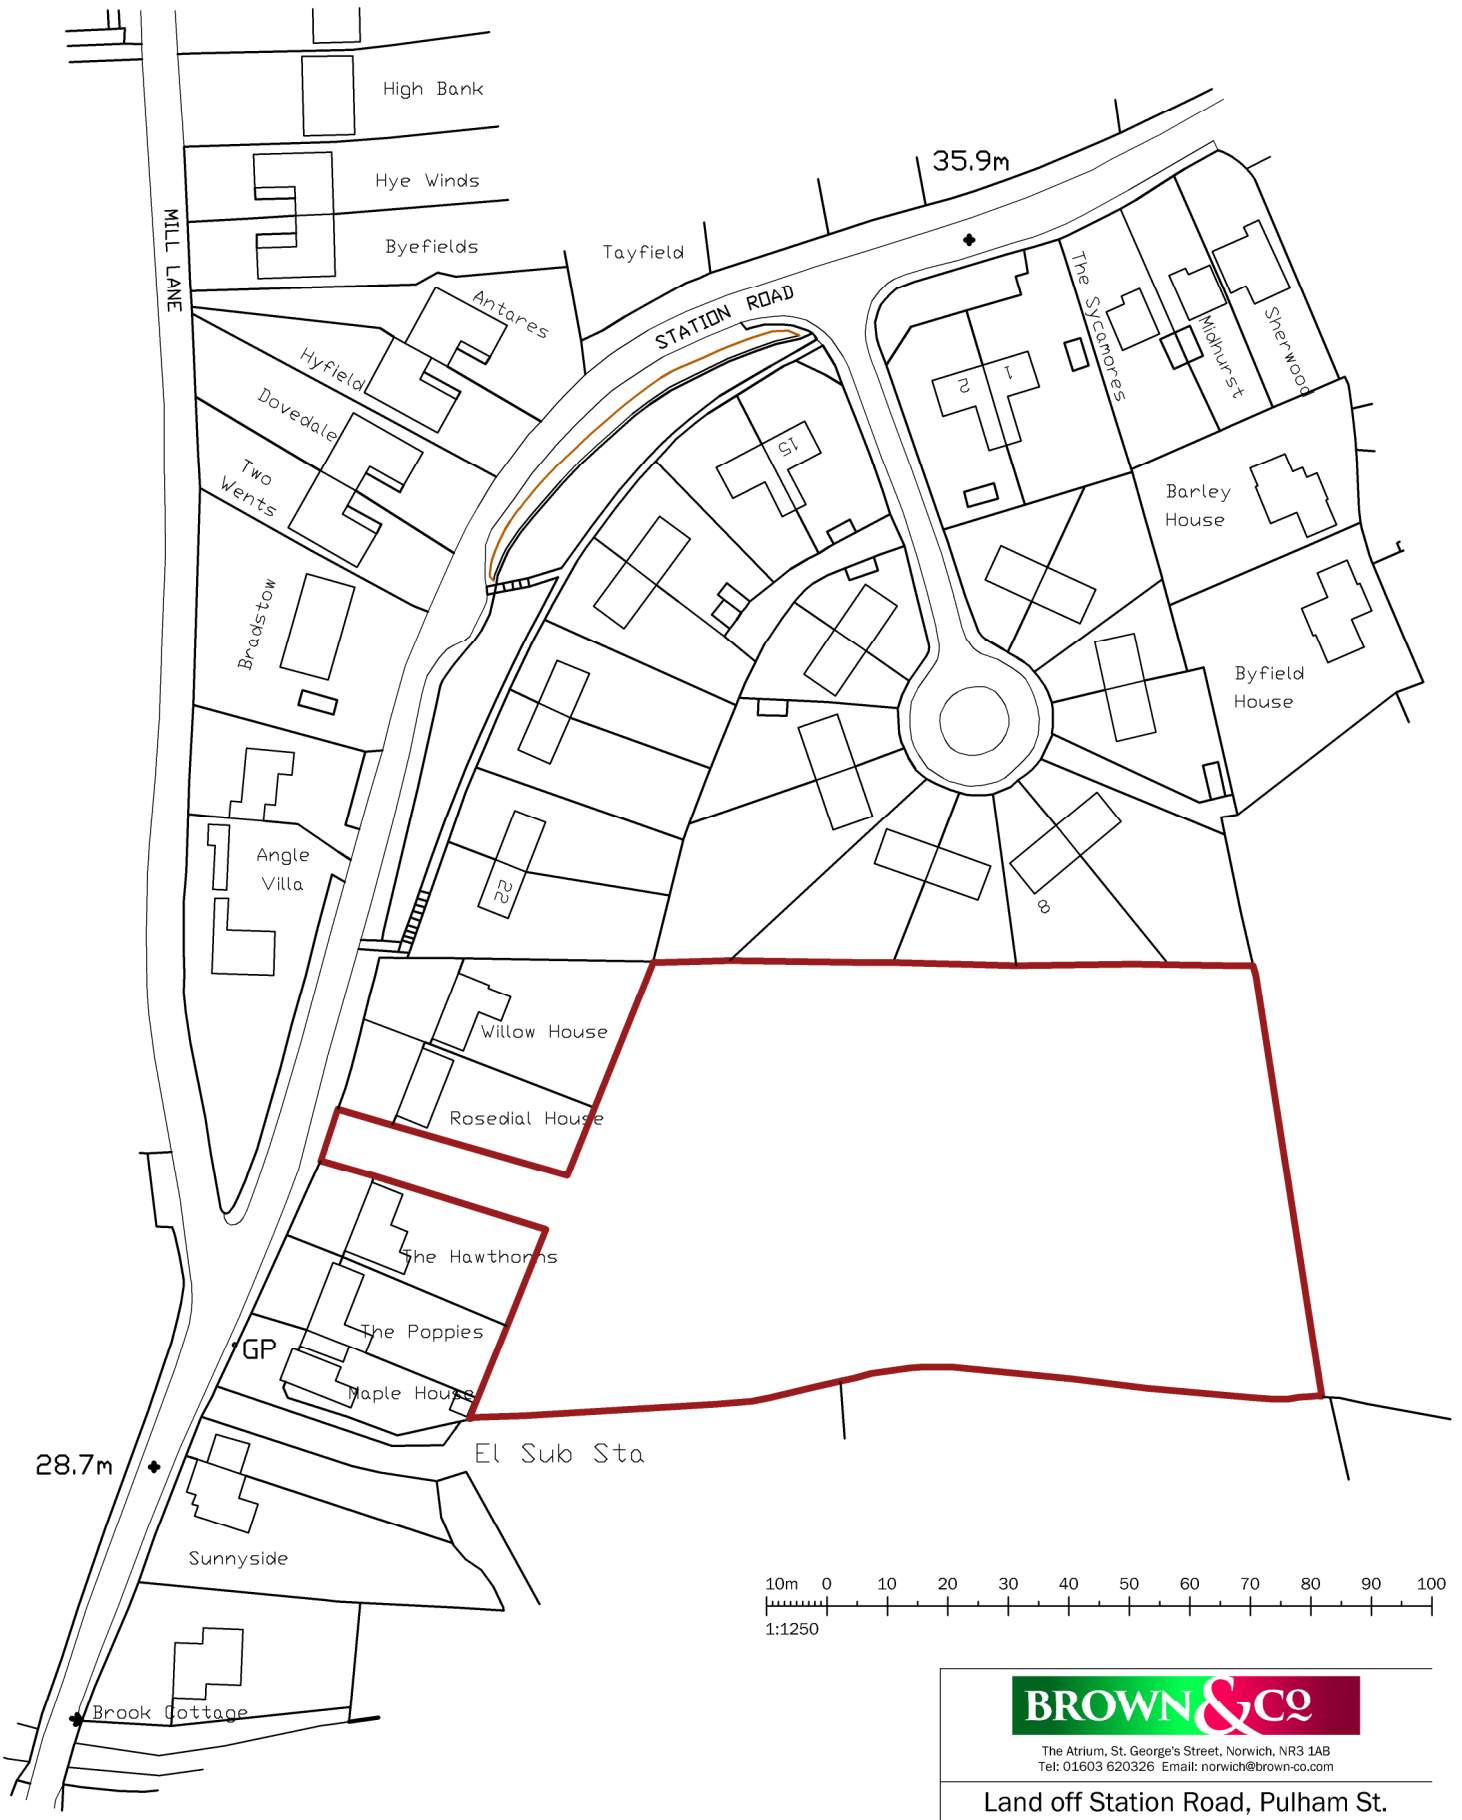 High Bank
Hye Winds
Byefields
MILL LANE
35.9m
Tayfield
STATION ROAD
Antares
Hyfield
Dovedale
Two
Wents
Bradstow
The Sycamores
Midhurst
Sherwood
2
1
15
Barley
House
Byfield
House
Angle
Villa
22
8
Willow House
Rosedial House
The Hawthorns
GP
The Poppies
Maple House
28.7m
El Sub Sta
Sunnyside
Brook Cottage
10m 0 10 20 30 40 50 60 70 80 90 100
1:1250
BROWN&CO
The Atrium, St. George's Street, Norwich, NR3 1AB
Tel: 01603 620326 Email: norwich@brown-co.com
Land off Station Road, Pulham St.